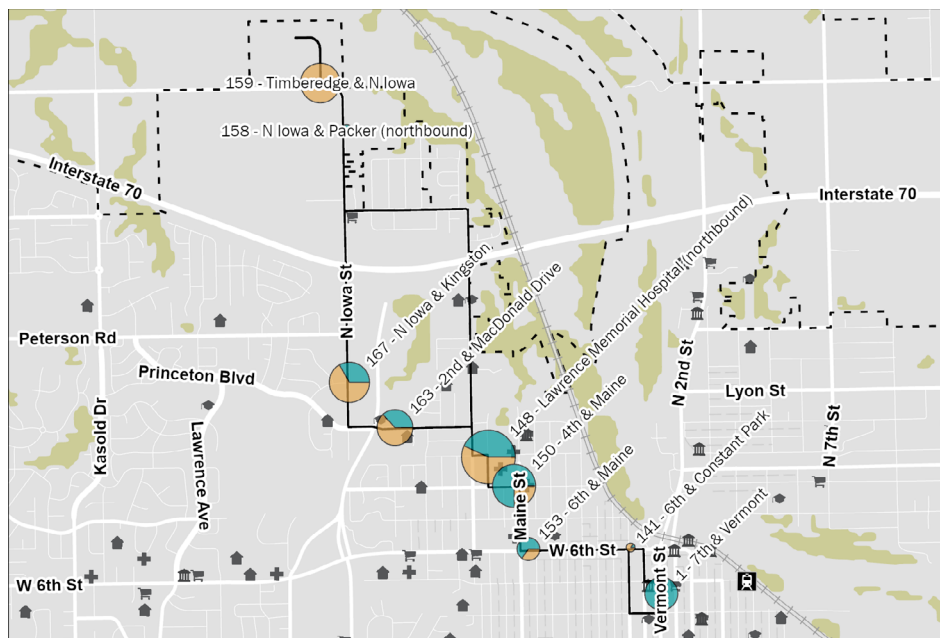 159 - Timberedge & N Iowa
158 - N Iowa & Packer (northbound)
Interstate 70
Interstate 70
N Iowa St
167 - N Iowa & Kingston,
163 - 2nd & MacDonald Drive
148 - Lawrence Memorial Hospital (northbound)
150 - 4th & Maine
153 - 6th & Maine
141 - 6th & Constant Park
1 - 7th & Vermont
Peterson Rd
Princeton Blvd
Kasold Dr
Lawrence Ave
N 2nd St
Lyon St
N 7th St
Maine St
W 6th St
W 6th St
Vermont St